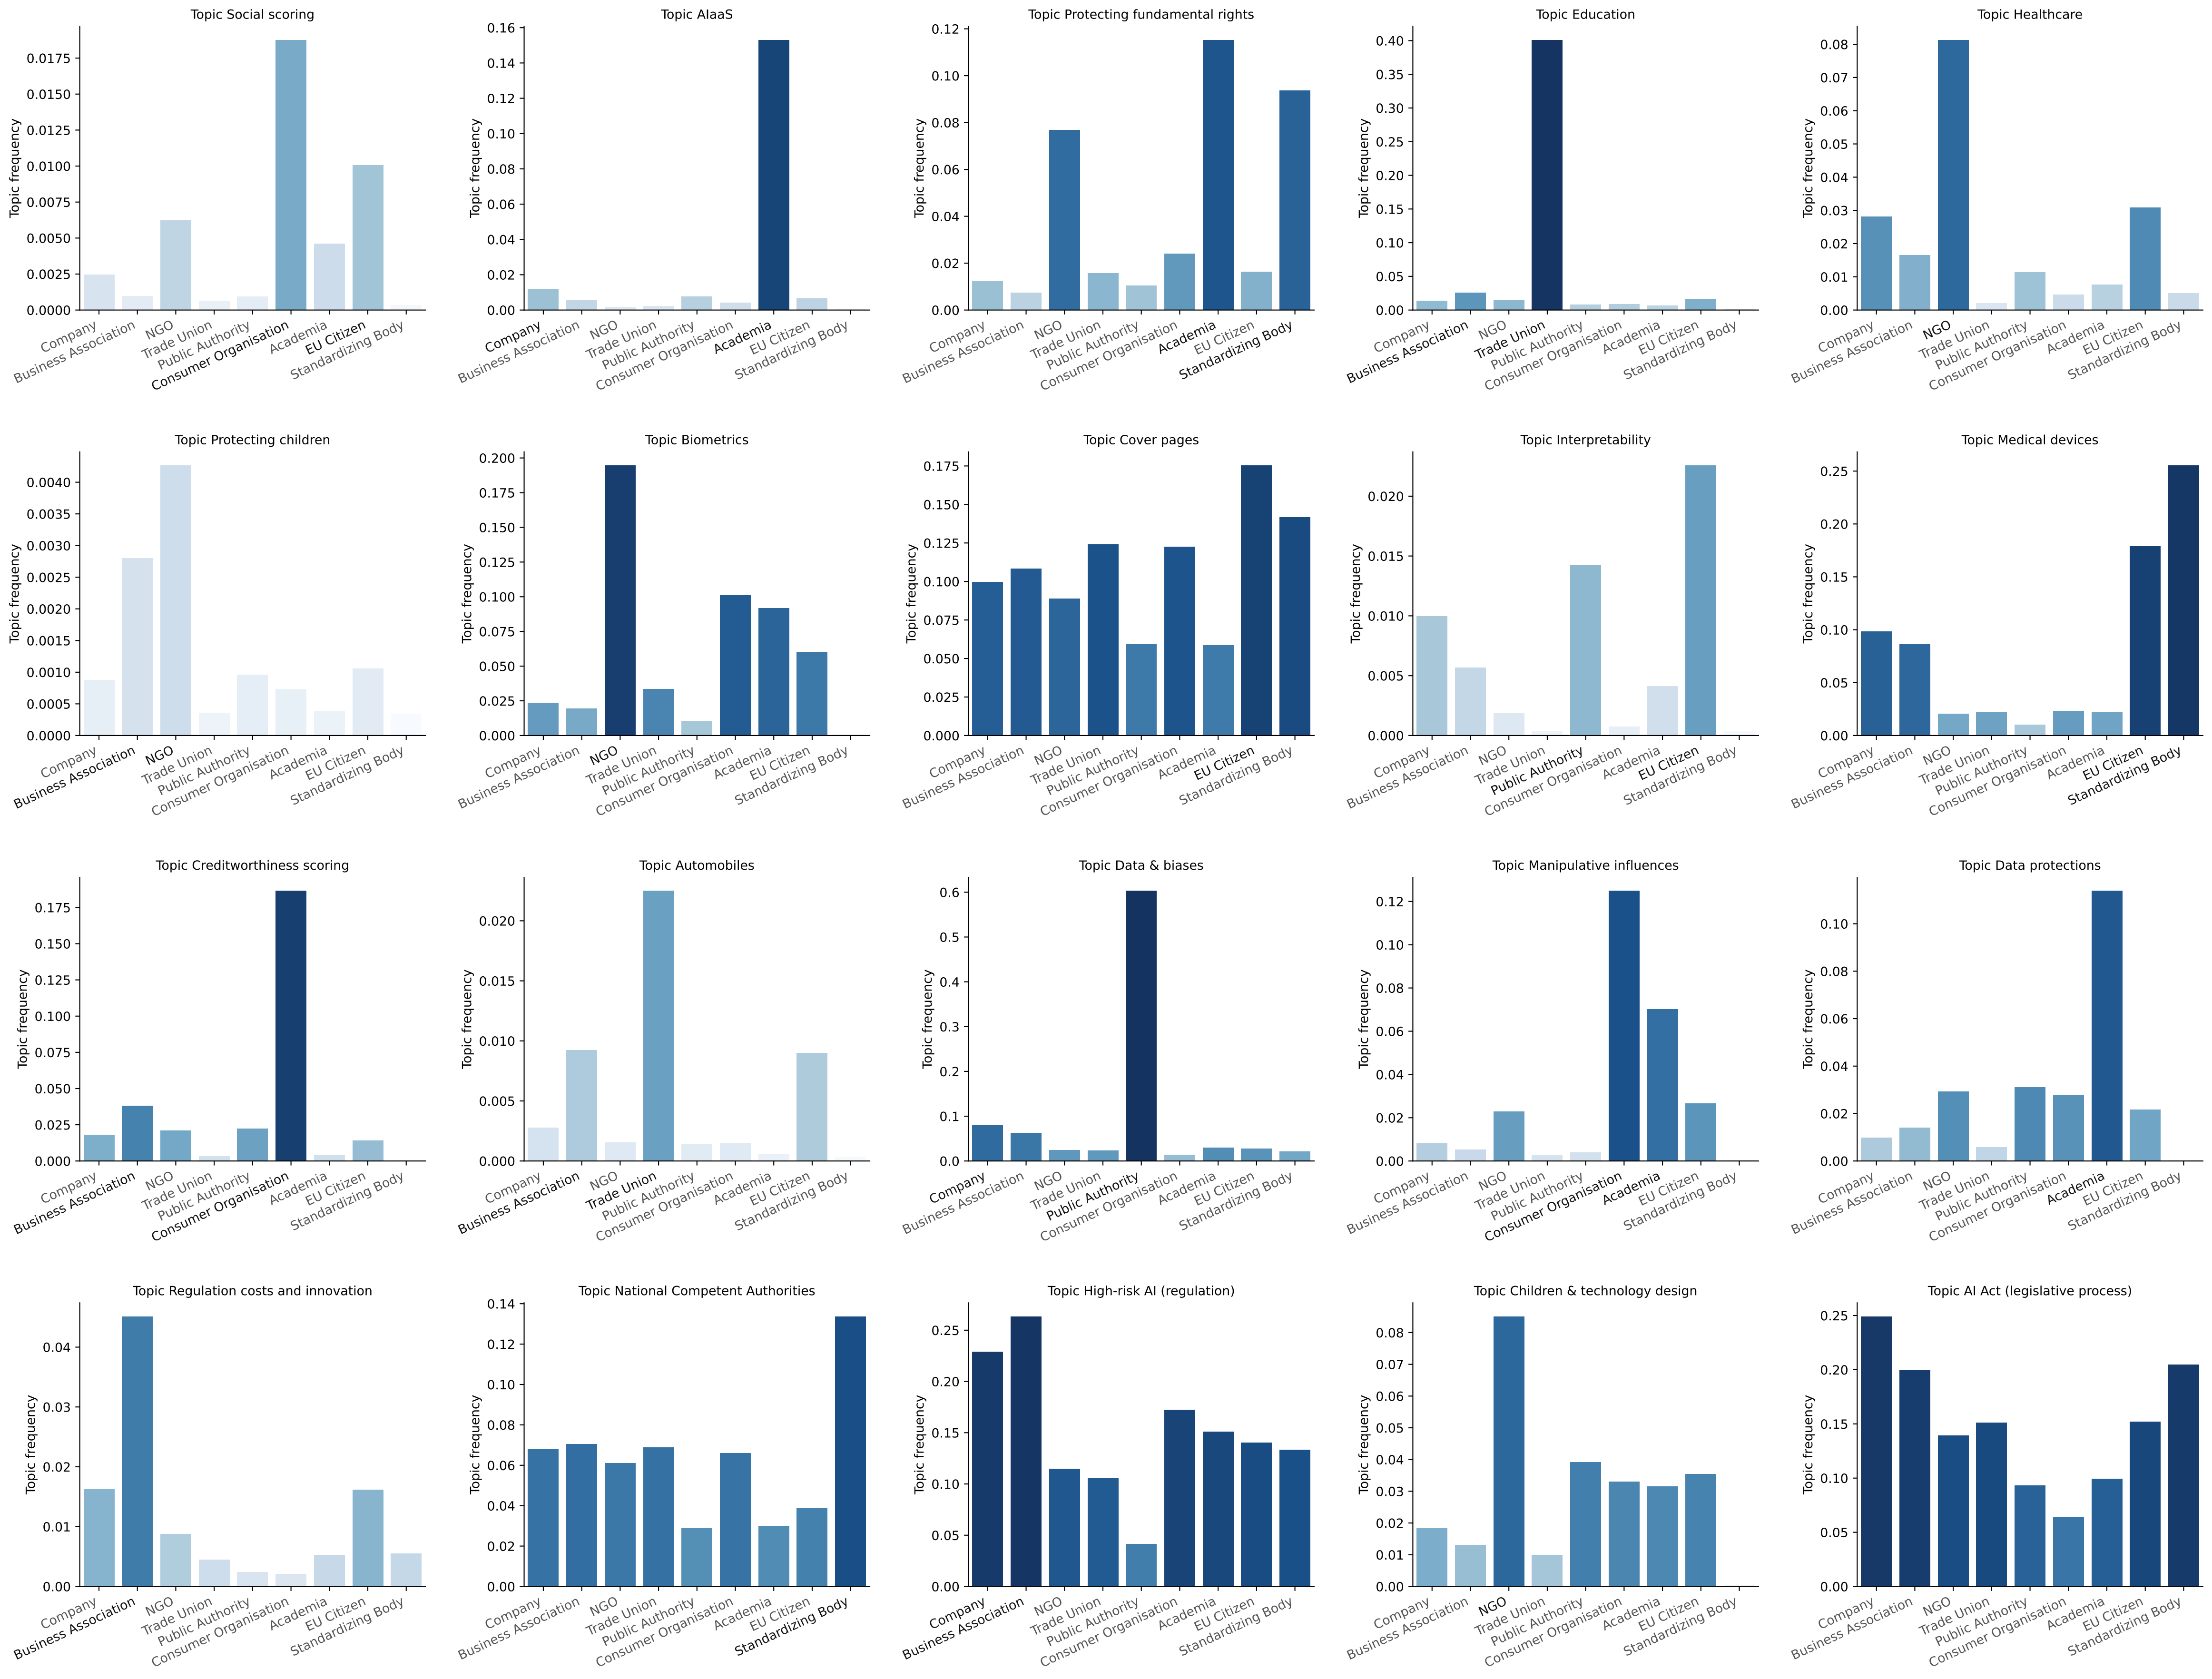 Topic Social scoring
Topic frequency
0.0175
0.0150
0.0125
0.0100
0.0075
0.0050
0.0025
0.0000
Company
Business Association
NGO
Trade Union
Public Authority
Consumer Organisation
Academia
EU Citizen
Standardizing Body
Topic AIaaS
Topic frequency
0.16
0.14
0.12
0.10
0.08
0.06
0.04
0.02
0.00
Company
Business Association
NGO
Trade Union
Public Authority
Consumer Organisation
Academia
EU Citizen
Standardizing Body
Topic Protecting fundamental rights
Topic frequency
0.12
0.10
0.08
0.06
0.04
0.02
0.00
Company
Business Association
NGO
Trade Union
Public Authority
Consumer Organisation
Academia
EU Citizen
Standardizing Body
Topic Education
Topic frequency
0.40
0.35
0.30
0.25
0.20
0.15
0.10
0.05
0.00
Company
Business Association
NGO
Trade Union
Public Authority
Consumer Organisation
Academia
EU Citizen
Standardizing Body
Topic Healthcare
Topic frequency
0.08
0.07
0.06
0.05
0.04
0.03
0.02
0.01
0.00
Company
Business Association
NGO
Trade Union
Public Authority
Consumer Organisation
Academia
EU Citizen
Standardizing Body
Topic Protecting children
Topic frequency
0.0040
0.0035
0.0030
0.0025
0.0020
0.0015
0.0010
0.0005
0.0000
Company
Business Association
NGO
Trade Union
Public Authority
Consumer Organisation
Academia
EU Citizen
Standardizing Body
Topic Biometrics
Topic frequency
0.200
0.175
0.150
0.125
0.100
0.075
0.050
0.025
0.000
Company
Business Association
NGO
Trade Union
Public Authority
Consumer Organisation
Academia
EU Citizen
Standardizing Body
Topic Cover pages
Topic frequency
0.175
0.150
0.125
0.100
0.075
0.050
0.025
0.000
Company
Business Association
NGO
Trade Union
Public Authority
Consumer Organisation
Academia
EU Citizen
Standardizing Body
Topic Interpretability
Topic frequency
0.020
0.015
0.010
0.005
0.000
Company
Business Association
NGO
Trade Union
Public Authority
Consumer Organisation
Academia
EU Citizen
Standardizing Body
Topic Medical devices
Topic frequency
0.25
0.20
0.15
0.10
0.05
0.00
Company
Business Association
NGO
Trade Union
Public Authority
Consumer Organisation
Academia
EU Citizen
Standardizing Body
Topic Creditworthiness scoring
Topic frequency
0.175
0.150
0.125
0.100
0.075
0.050
0.025
0.000
Company
Business Association
NGO
Trade Union
Public Authority
Consumer Organisation
Academia
EU Citizen
Standardizing Body
Topic Automobiles
Topic frequency
0.020
0.015
0.010
0.005
0.000
Company
Business Association
NGO
Trade Union
Public Authority
Consumer Organisation
Academia
EU Citizen
Standardizing Body
Topic Data & biases
Topic frequency
0.6
0.5
0.4
0.3
0.2
0.1
0.0
Company
Business Association
NGO
Trade Union
Public Authority
Consumer Organisation
Academia
EU Citizen
Standardizing Body
Topic Manipulative influences
Topic frequency
0.12
0.10
0.08
0.06
0.04
0.02
0.00
Company
Business Association
NGO
Trade Union
Public Authority
Consumer Organisation
Academia
EU Citizen
Standardizing Body
Topic Data protections
Topic frequency
0.10
0.08
0.06
0.04
0.02
0.00
Company
Business Association
NGO
Trade Union
Public Authority
Consumer Organisation
Academia
EU Citizen
Standardizing Body
Topic Regulation costs and innovation
Topic frequency
0.04
0.03
0.02
0.01
0.00
Company
Business Association
NGO
Trade Union
Public Authority
Consumer Organisation
Academia
EU Citizen
Standardizing Body
Topic National Competent Authorities
Topic frequency
0.14
0.12
0.10
0.08
0.06
0.04
0.02
0.00
Company
Business Association
NGO
Trade Union
Public Authority
Consumer Organisation
Academia
EU Citizen
Standardizing Body
Topic High-risk AI (regulation)
Topic frequency
0.25
0.20
0.15
0.10
0.05
0.00
Company
Business Association
NGO
Trade Union
Public Authority
Consumer Organisation
Academia
EU Citizen
Standardizing Body
Topic Children & technology design
Topic frequency
0.08
0.07
0.06
0.05
0.04
0.03
0.02
0.01
0.00
Company
Business Association
NGO
Trade Union
Public Authority
Consumer Organisation
Academia
EU Citizen
Standardizing Body
Topic AI Act (legislative process)
Topic frequency
0.25
0.20
0.15
0.10
0.05
0.00
Company
Business Association
NGO
Trade Union
Public Authority
Consumer Organisation
Academia
EU Citizen
Standardizing Body